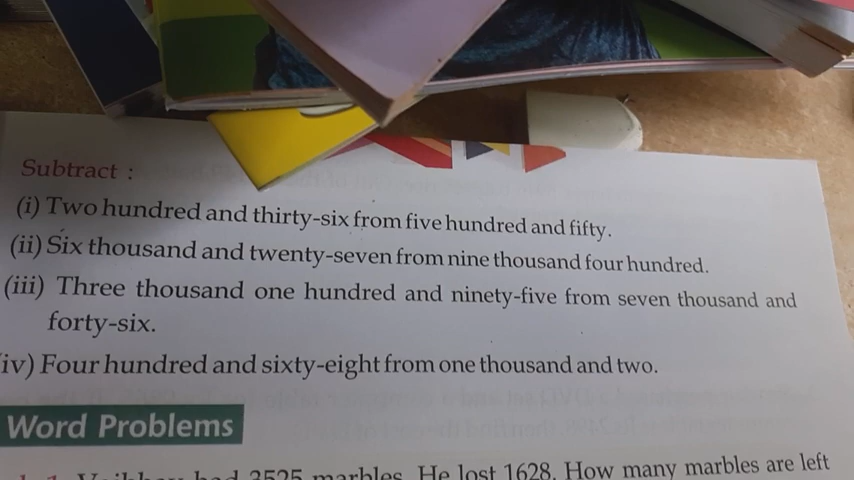 Subtract :
(i) Two hundred and thirty-six from five hundred and fifty.
(ii) Six thousand and twenty-seven from nine thousand four hundred.
(iii) Three thousand one hundred and ninety-five from seven thousand and
forty-six.
iv) Four hundred and sixty-eight from one thousand and two.
Word Problems
had 3525 marbles. He lost 1628. How many marbles are left